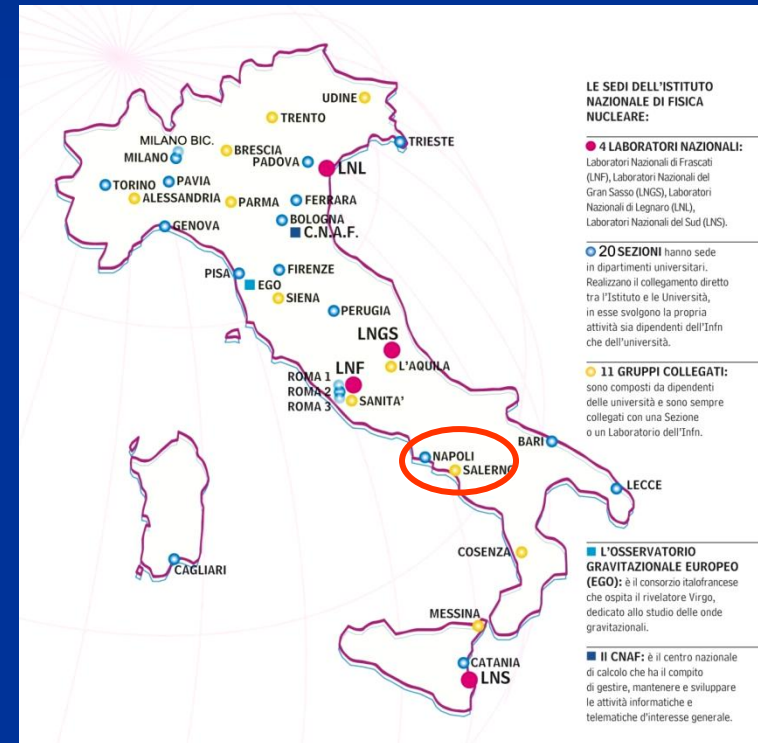 UDINE
TRENTO
MILANO BIC.
BRESCIA
TRIESTE
MILANO
PADOVA
LNL
TORINO
PAVIA
ALESSANDRIA
PARMA
FERRARA
BOLOGNA
C.N.A.F.
GENOVA
PISA
FIRENZE
EGO
SIENA
PERUGIA
LNGS
L'AQUILA
LNF
ROMA 1
ROMA 2
ROMA 3
SANITA'
BARI
NAPOLI
SALERNO
LECCE
COSENZA
CAGLIARI
MESSINA
CATANIA
LNS
LE SEDI DELL'ISTITUTO
NAZIONALE DI FISICA
NUCLEARE:
4 LABORATORI NAZIONALI:
Laboratori Nazionali di Frascati
(LNF), Laboratori Nazionali del
Gran Sasso (LNGS), Laboratori
Nazionali di Legnaro (LNL),
Laboratori Nazionali del Sud (LNS).
20 SEZIONI hanno sede
in dipartimenti universitari.
Realizzano il collegamento diretto
tra l'Istituto e le Università,
in esse svolgono la propria
attività sia dipendenti dell'Infn
che dell'università.
11 GRUPPI COLLEGATI:
sono composti da dipendenti
delle università e sono sempre
collegati con una Sezione
o un Laboratorio dell'Infn.
L'OSSERVATORIO
GRAVITAZIONALE EUROPEO
(EGO): è il consorzio italofrancese
che ospita il rivelatore Virgo,
dedicato allo studio delle onde
gravitazionali.
Il CNAF: è il centro nazionale
di calcolo che ha il compito
di gestire, mantenere e sviluppare
le attività informatiche e
telematiche d'interesse generale.